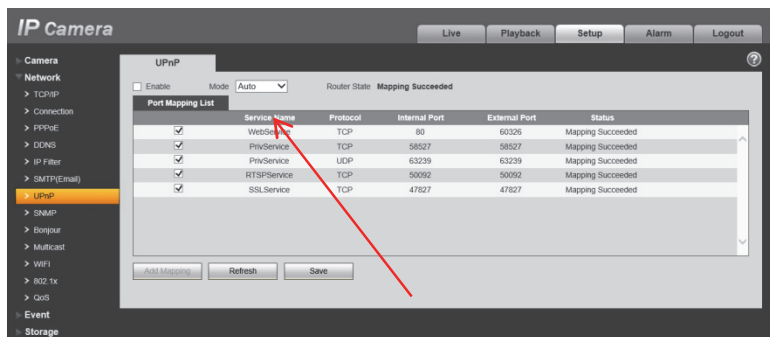 IP Camera
Live Playback Setup Alarm Logout
Camera
Network
TCP/IP
Connection
PPPoE
DDNS
IP Filter
SMTP(Email)
UPnP
SNMP
Bonjour
Multicast
WIFI
802.1x
QoS
Event
Storage
UPnP
Enable Mode Auto Router State Mapping Succeeded
Port Mapping List
Service Name Protocol Internal Port External Port Status
WebService TCP 80 60326 Mapping Succeeded
PrivService TCP 58527 58527 Mapping Succeeded
PrivService UDP 63239 63239 Mapping Succeeded
RTSPService TCP 50092 50092 Mapping Succeeded
SSLService TCP 47827 47827 Mapping Succeeded
Add Mapping Refresh Save